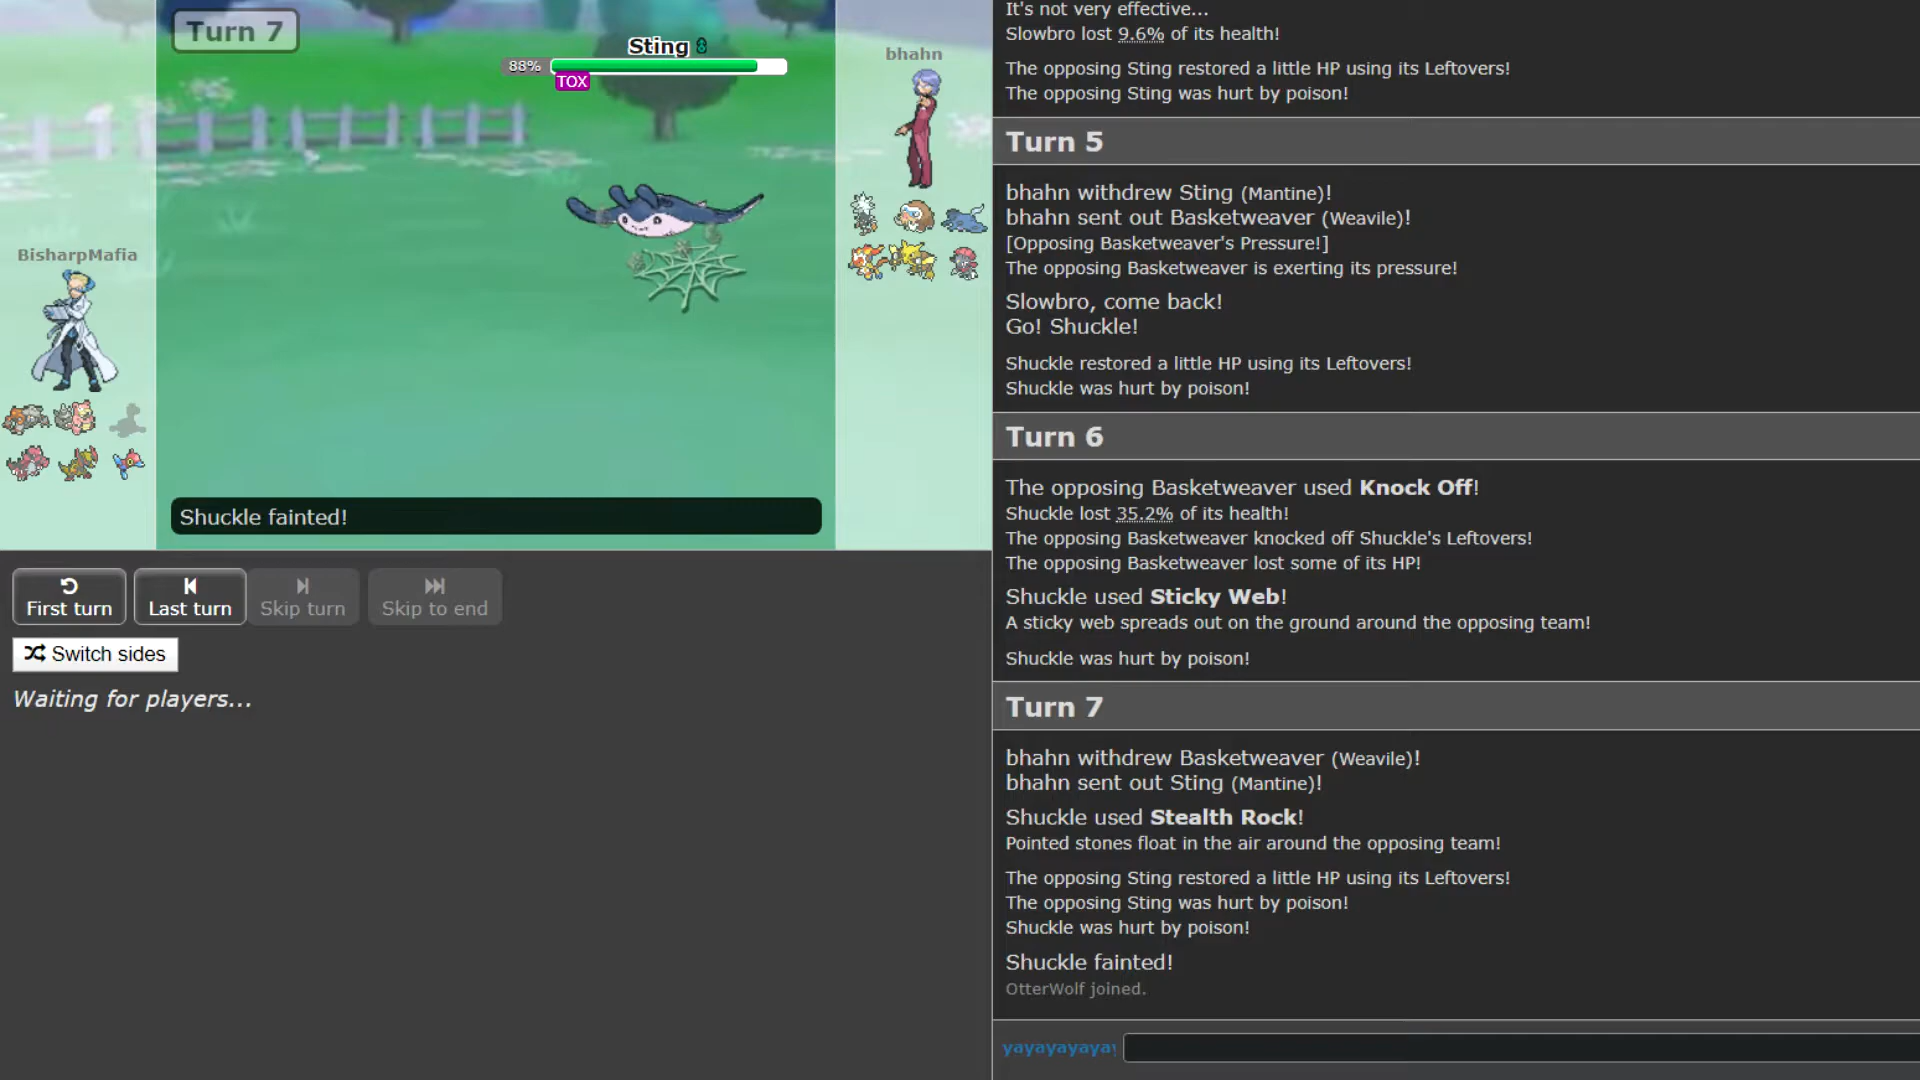 Turn 7
Sting
88%
TOX
bhahn
BisharpMafia
Shuckle fainted!
First turn
Last turn
Skip turn
Skip to end
Switch sides
Waiting for players...
It's not very effective...
Slowbro lost 9.6% of its health!
The opposing Sting restored a little HP using its Leftovers!
The opposing Sting was hurt by poison!
Turn 5
bhahn withdrew Sting (Mantine)!
bhahn sent out Basketweaver (Weavile)!
[Opposing Basketweaver's Pressure!]
The opposing Basketweaver is exerting its pressure!
Slowbro, come back!
Go! Shuckle!
Shuckle restored a little HP using its Leftovers!
Shuckle was hurt by poison!
Turn 6
The opposing Basketweaver used Knock Off!
Shuckle lost 35.2% of its health!
The opposing Basketweaver knocked off Shuckle's Leftovers!
The opposing Basketweaver lost some of its HP!
Shuckle used Sticky Web!
A sticky web spreads out on the ground around the opposing team!
Shuckle was hurt by poison!
Turn 7
bhahn withdrew Basketweaver (Weavile)!
bhahn sent out Sting (Mantine)!
Shuckle used Stealth Rock!
Pointed stones float in the air around the opposing team!
The opposing Sting restored a little HP using its Leftovers!
The opposing Sting was hurt by poison!
Shuckle was hurt by poison!
Shuckle fainted!
OtterWolf joined.